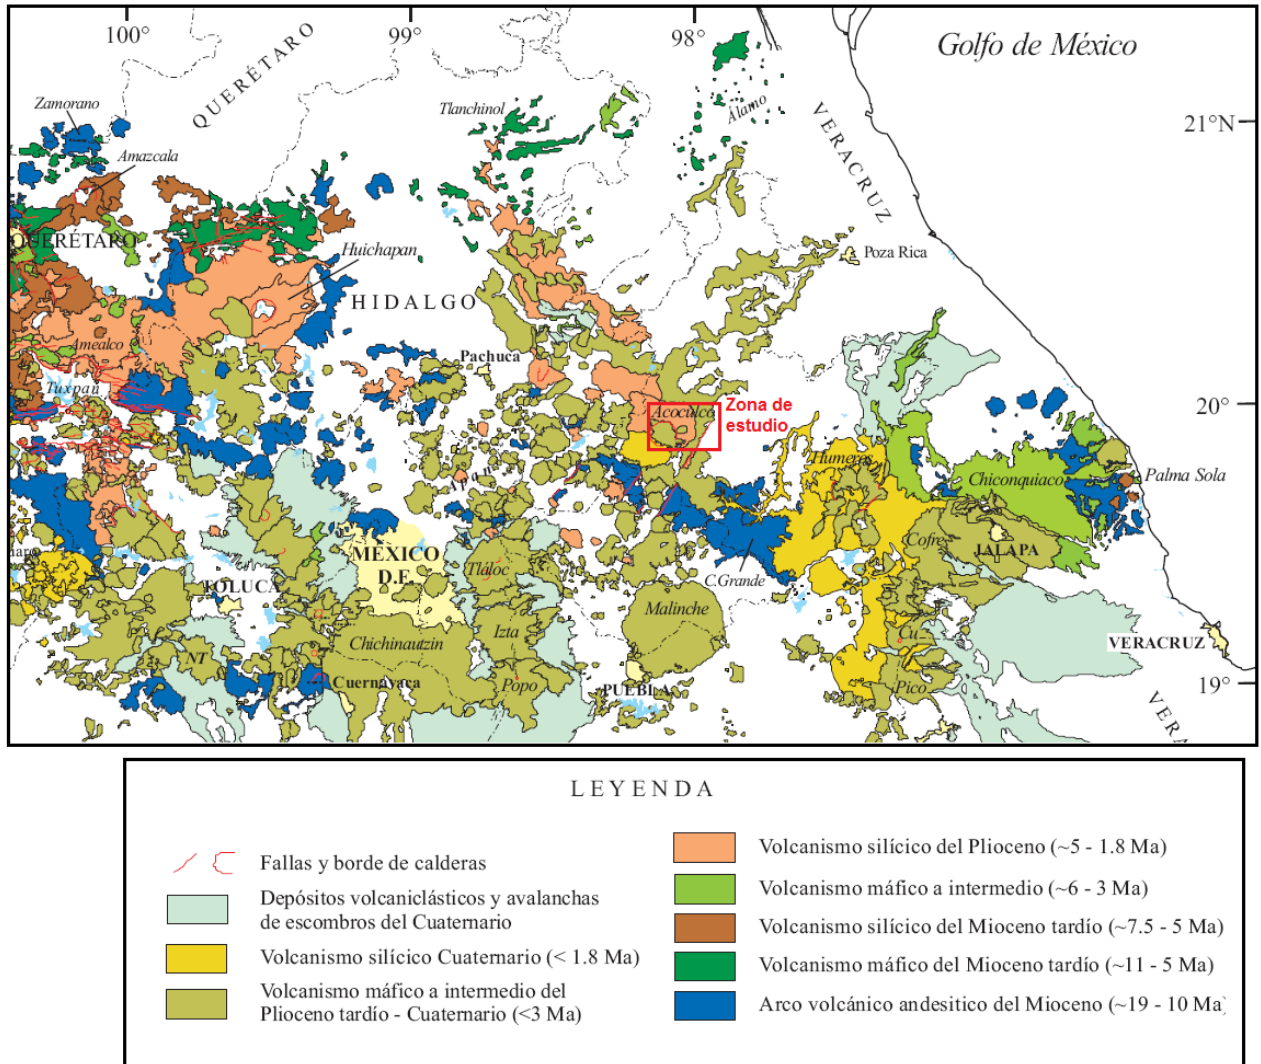 100°
99°
98°
Golfo de México
QUERÉTARO
Zamorano
Tlanchinol
Álamo
VERACRUZ
21°N
Amazcala
QUERÉTARO
Huichapan
Poza Rica
HIDALGO
Amealco
Pachuca
Tuxpan
Acoculco
Zona de
estudio
20°
Humeros
Chiconquiaco
Palma Sola
MÉXICO
D.F.
Cofre
JALAPA
TOLUCA
Tláloc
C.Grande
Malinche
Izta
Chichinautzin
NT
Cu
VERACRUZ
Cuernavaca
Popo
PUEBLA
Pico
19°
VERA
LEYENDA
Fallas y borde de calderas
Depósitos volcaniclásticos y avalanchas
de escombros del Cuaternario
Volcanismo silícico Cuaternario (< 1.8 Ma)
Volcanismo máfico a intermedio del
Plioceno tardío - Cuaternario (<3 Ma)
Volcanismo silícico del Plioceno (~5 - 1.8 Ma)
Volcanismo máfico a intermedio (~6 - 3 Ma)
Volcanismo silícico del Mioceno tardío (~7.5 - 5 Ma)
Volcanismo máfico del Mioceno tardío (~11 - 5 Ma)
Arco volcánico andesitico del Mioceno (~19 - 10 Ma)